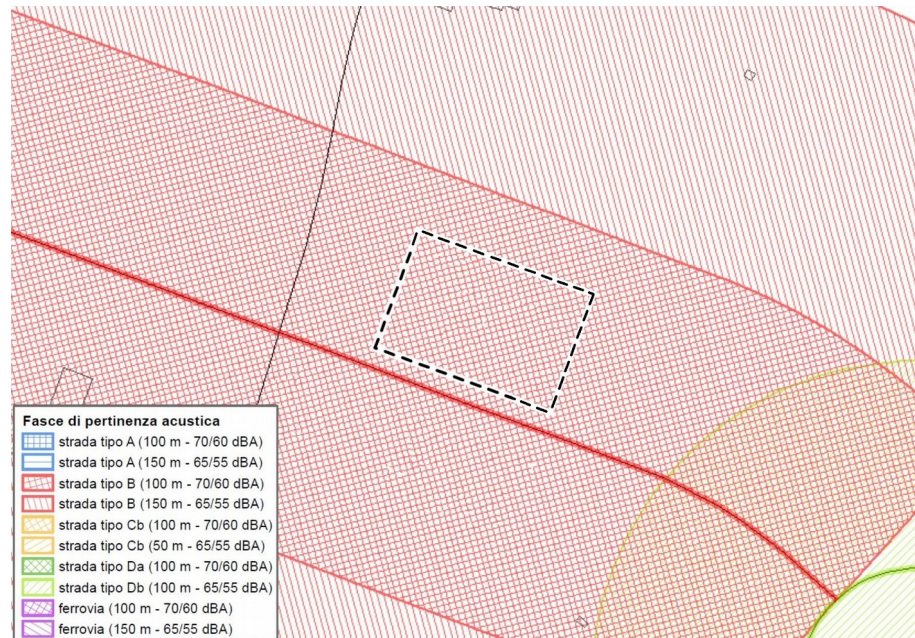 Fasce di pertinenza acustica
strada tipo A (100 m - 70/60 dBA)
strada tipo A (150 m - 65/55 dBA)
strada tipo B (100 m - 70/60 dBA)
strada tipo B (150 m - 65/55 dBA)
strada tipo Cb (100 m - 70/60 dBA)
strada tipo Cb (50 m - 65/55 dBA)
strada tipo Da (100 m - 70/60 dBA)
strada tipo Db (100 m - 65/55 dBA)
ferrovia (100 m - 70/60 dBA)
ferrovia (150 m - 65/55 dBA)